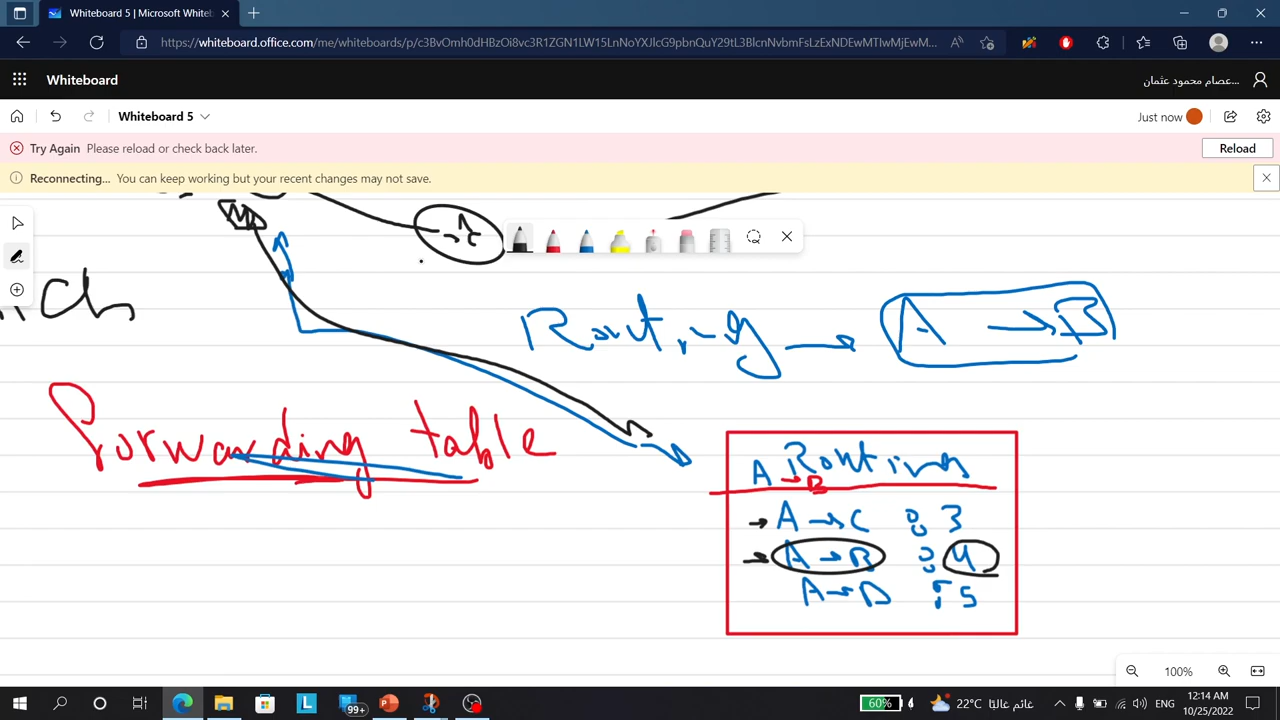 Whiteboard 5 | Microsoft Whiteb
https://whiteboard.office.com/me/whiteboards/p/c3BvOmh0dHBzOi8vc3R1ZGN1LW15LnNoYXJlcG9pbnQuY29tL3BlcnNvbmFsLzExNDEwMTIwMjEwM...
Whiteboard
عصام محمود عثمان...
Whiteboard 5
Just now
Try Again Please reload or check back later.
Reload
Reconnecting... You can keep working but your recent changes may not save.
Routing → A → B
Forwarding table
A Routing
→ B
→ A → C : 3
→ A → B : 4
A → D : 5
100%
L
99+
60%
22°C غائم غالبًا
ENG
12:14 AM
10/25/2022